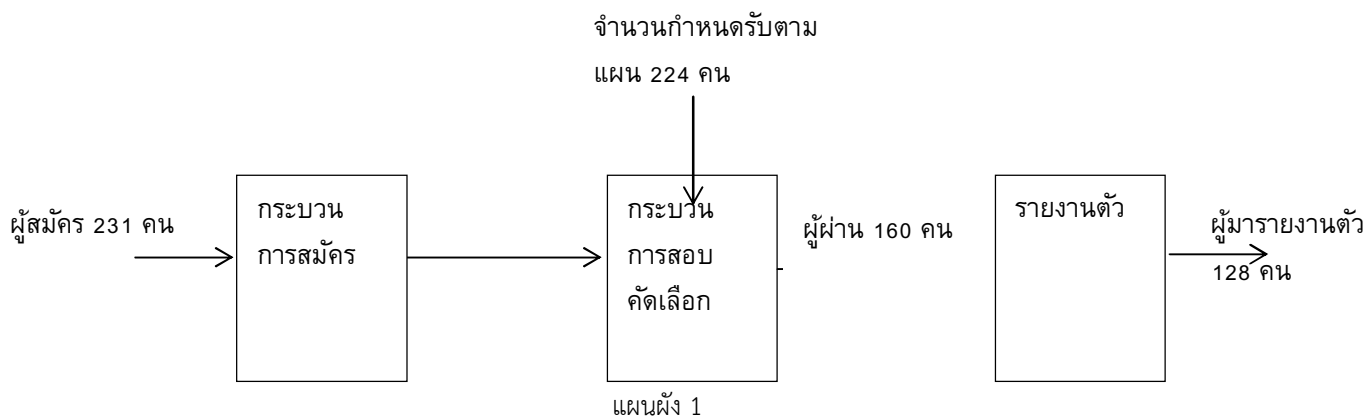 จำนวนกำหนดรับตาม
แผน 224 คน
ผู้สมัคร 231 คน
กระบวน
การสมัคร
กระบวน
การสอบ
คัดเลือก
ผู้ผ่าน 160 คน
รายงานตัว
ผู้มารายงานตัว
128 คน
แผนผัง 1